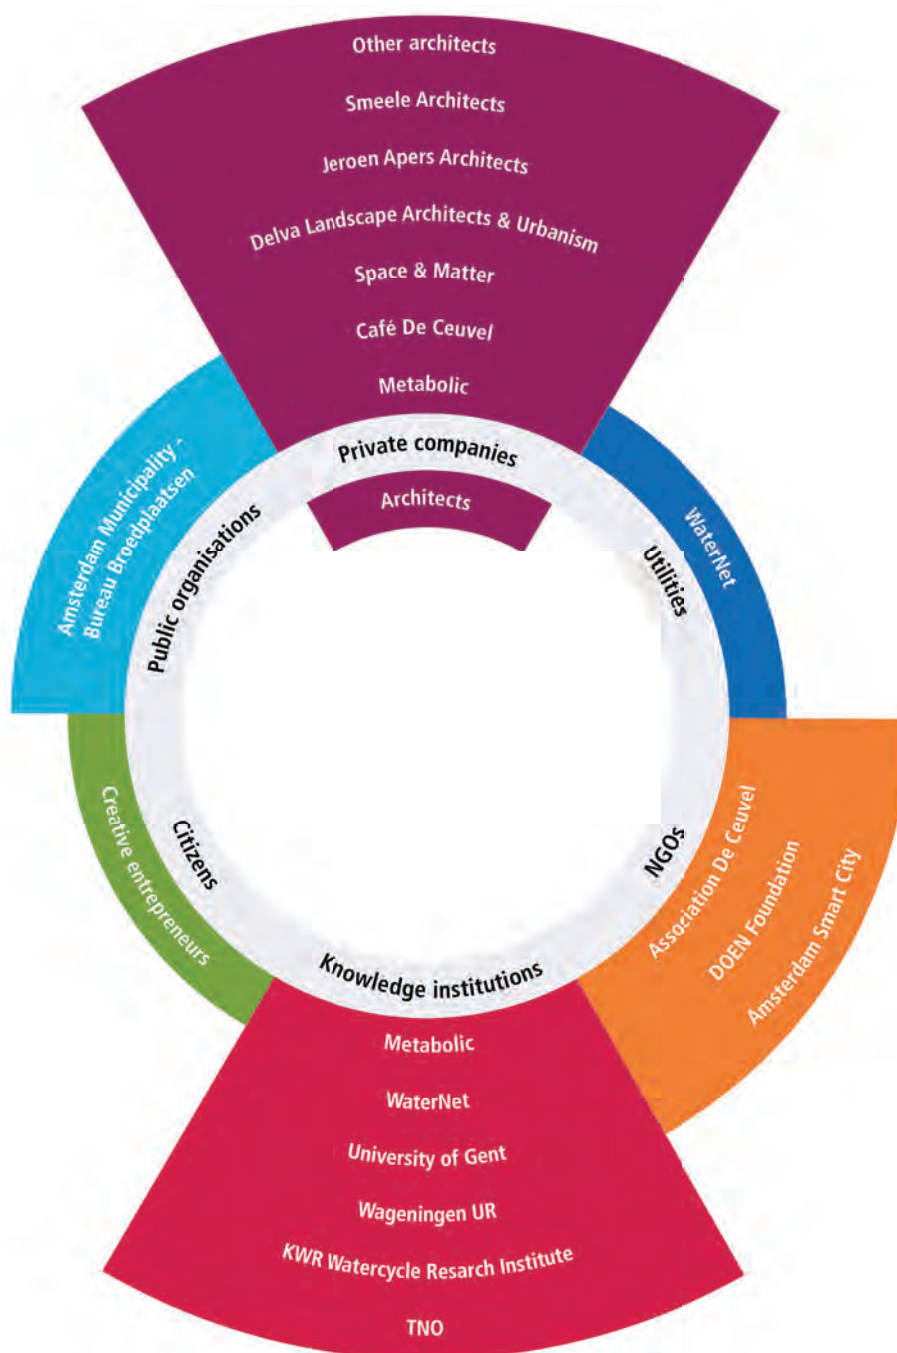 Other architects
Smeele Architects
Jeroen Apers Architects
Delva Landscape Architects & Urbanism
Space & Matter
Café De Ceuvel
Metabolic
Private companies
Architects
Amsterdam Municipality -
Bureau Broedplaatsen
Public organisations
WaterNet
Utilities
Creative entrepreneurs
Citizens
NGOs
Association De Ceuvel
DOEN Foundation
Amsterdam Smart City
Knowledge institutions
Metabolic
WaterNet
University of Gent
Wageningen UR
KWR Watercycle Resarch Institute
TNO